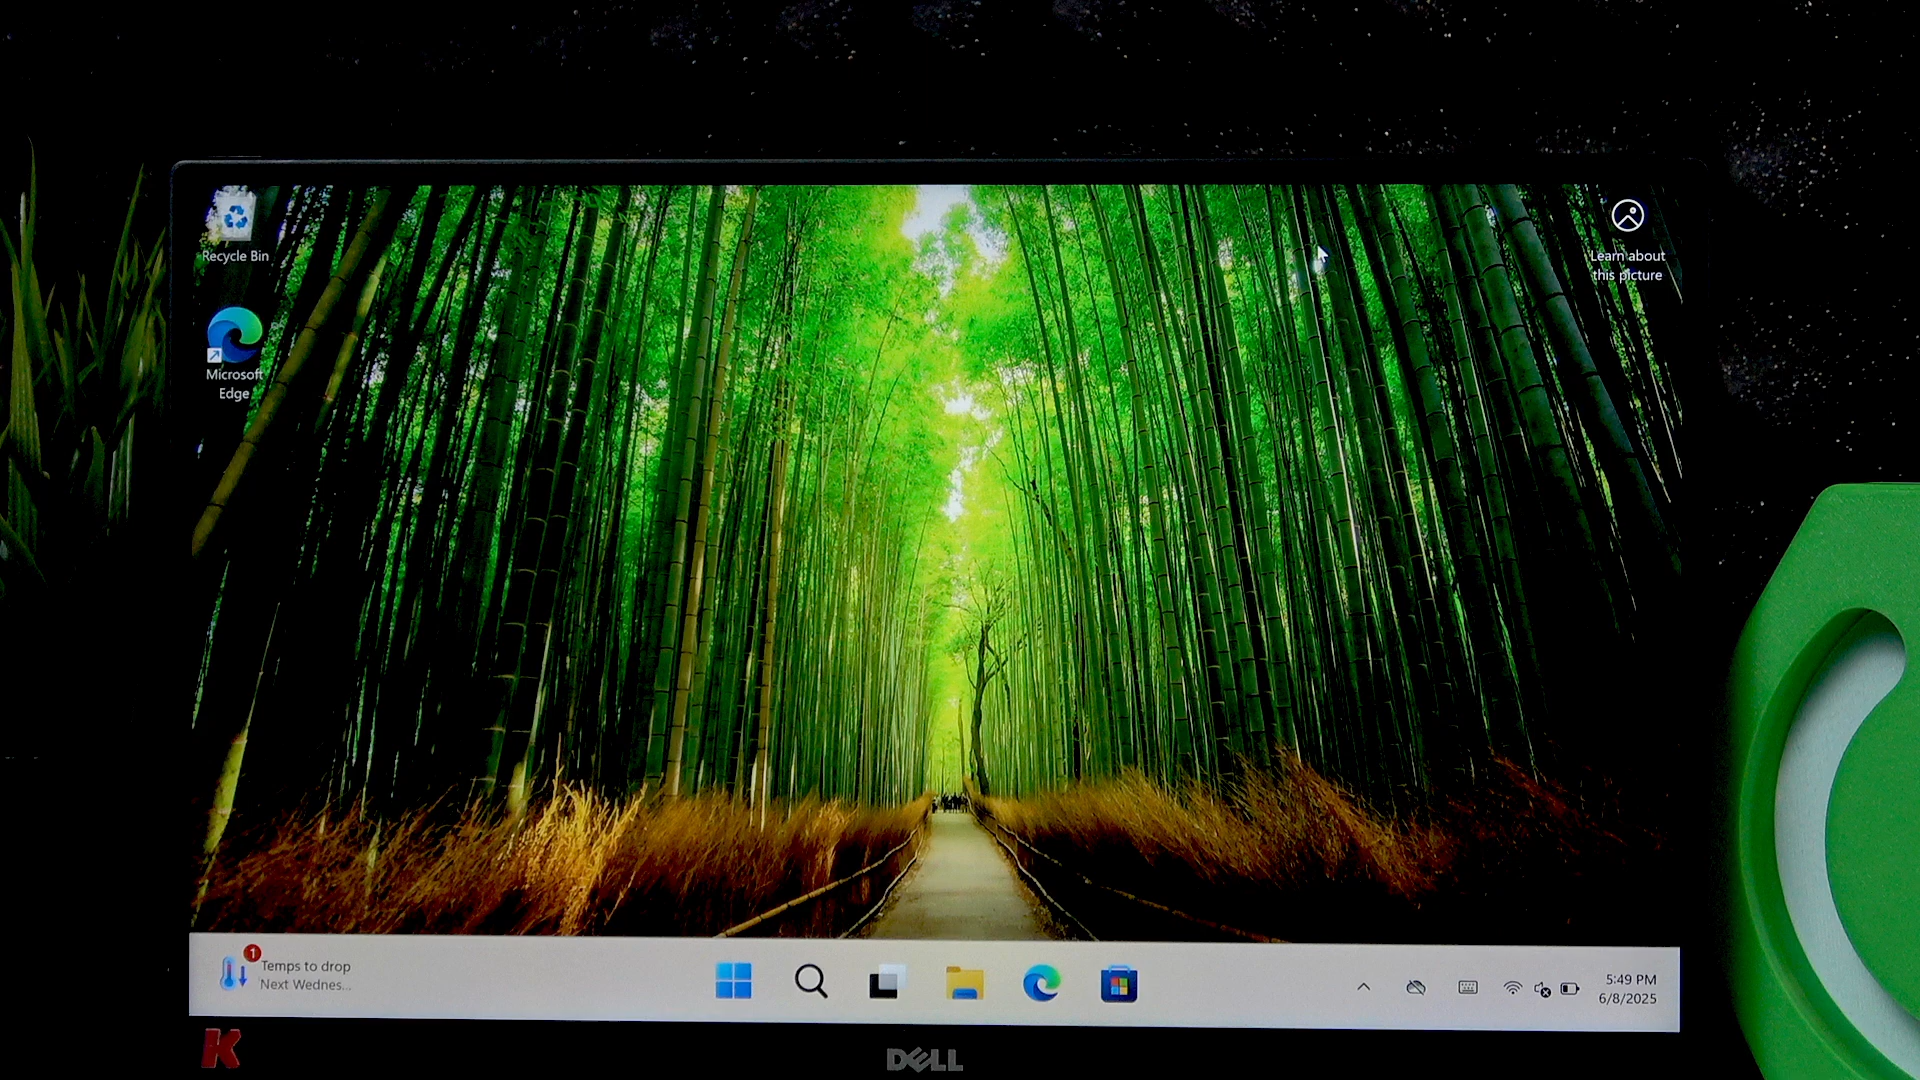 Recycle Bin
Learn about
this picture
Microsoft
Edge
1
Temps to drop
Next Wednes...
5:49 PM
6/8/2025
K
DELL